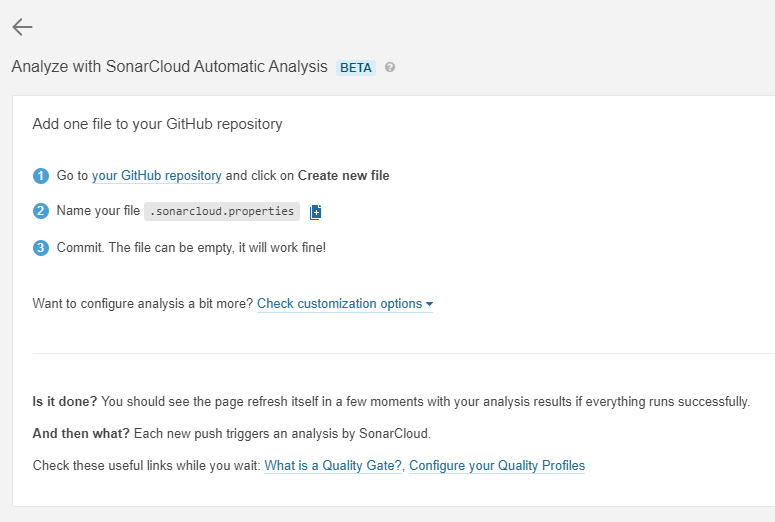 Analyze with SonarCloud Automatic Analysis BETA ?
Add one file to your GitHub repository
1 Go to your GitHub repository and click on Create new file
2 Name your file .sonarcloud.properties
3 Commit. The file can be empty, it will work fine!
Want to configure analysis a bit more? Check customization options
Is it done? You should see the page refresh itself in a few moments with your analysis results if everything runs successfully.
And then what? Each new push triggers an analysis by SonarCloud.
Check these useful links while you wait: What is a Quality Gate?, Configure your Quality Profiles